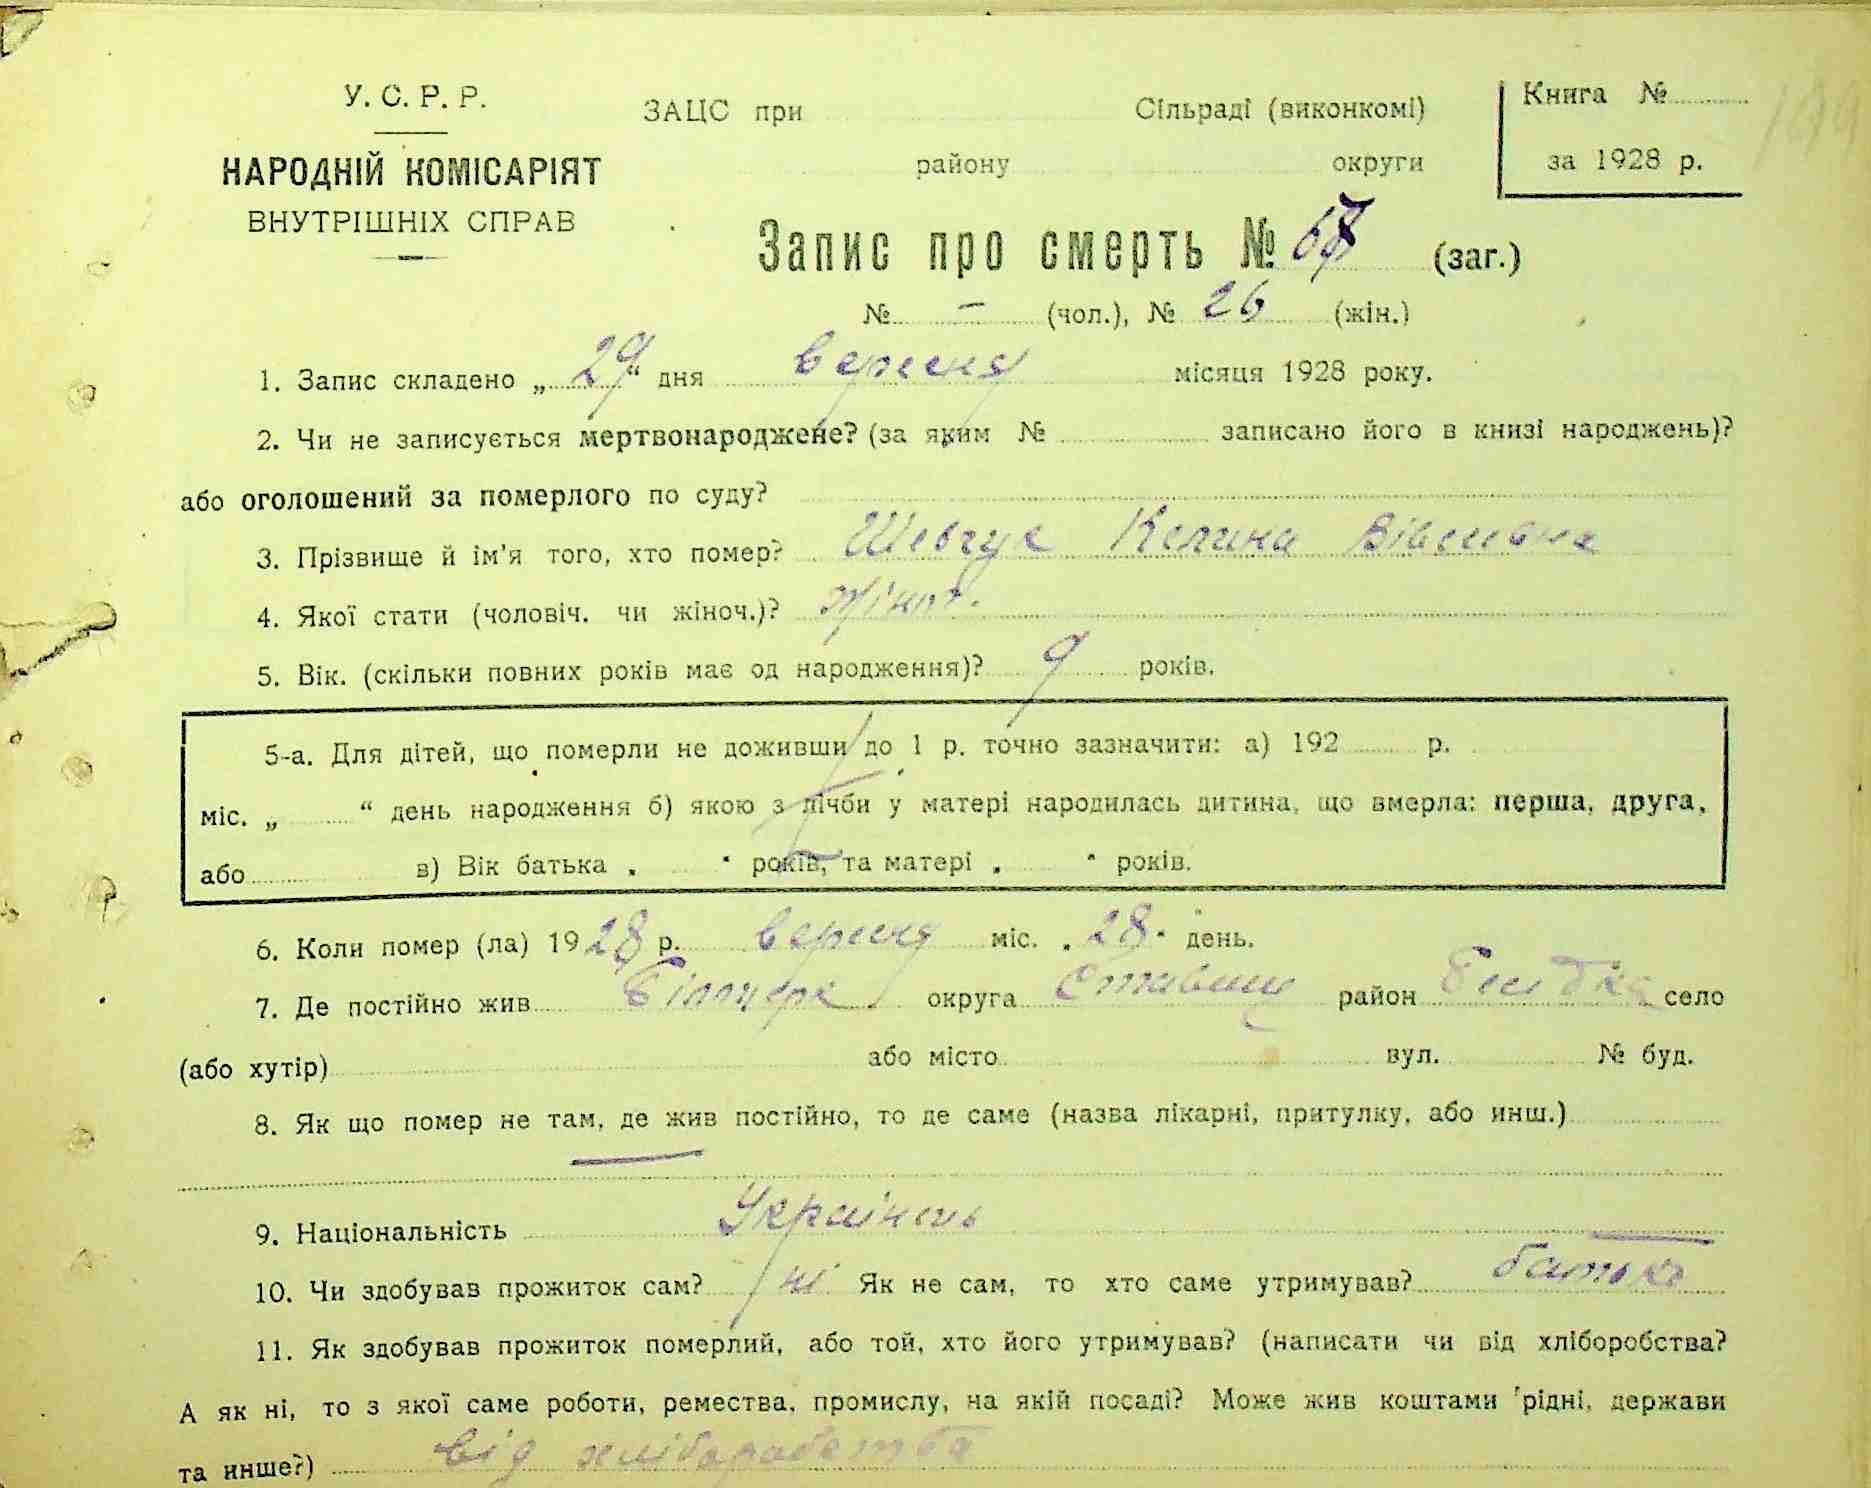 У. С. Р. Р.
НАРОДНІЙ КОМІСАРІЯТ
ВНУТРІШНІХ СПРАВ
ЗАЦС при Сільраді (виконкомі)
району округи
Книга №
за 1928 р.
Запис про смерть № (заг.)
№ – (чол.), № 26 (жін.)
1. Запис складено „ 29 “ дня вересня місяця 1928 року.
2. Чи не записується мертвонароджене? (за яким № записано його в книзі народжень)?
або оголошений за померлого по суду?
3. Прізвище й ім'я того, хто помер? Шевчук
4. Якої стати (чоловіч. чи жіноч.)? жіноч.
5. Вік. (скільки повних років має од народження)? 9 років.
5-а. Для дітей, що померли не доживши до 1 р. точно зазначити: а) 192 р.
міс. „ “ день народження б) якою з лічби у матері народилась дитина, що вмерла: перша, друга,
або в) Вік батька „ “ років, та матері „ “ років.
6. Коли помер (ла) 1928 р. вересня міс. „ 28 “ день.
7. Де постійно жив округа район село
(або хутір) або місто вул. № буд.
8. Як що помер не там, де жив постійно, то де саме (назва лікарні, притулку, або инш.)
9. Національність Українець
10. Чи здобував прожиток сам? ні Як не сам, то хто саме утримував? батько
11. Як здобував прожиток померлий, або той, хто його утримував? (написати чи від хліборобства?
А як ні, то з якої саме роботи, ремества, промислу, на якій посаді? Може жив коштами рідні, держави
та инше?) від хліборобства